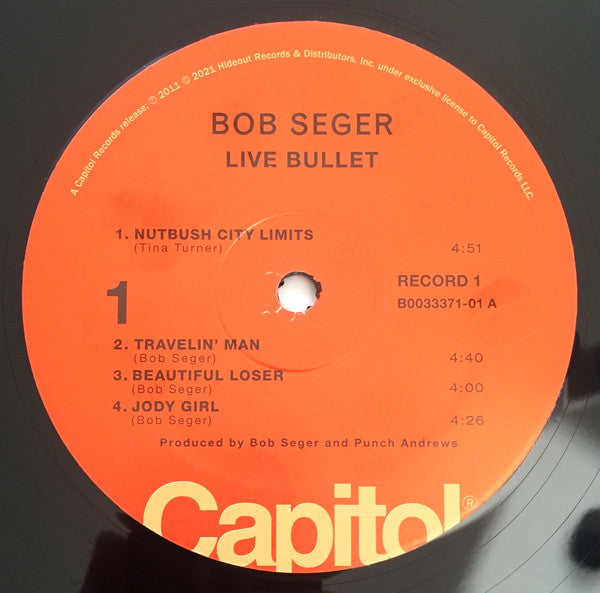 A Capitol Records release; ℗ 2011 © 2021 Hideout Records & Distributors, Inc. under exclusive license to Capitol Records LLC.
BOB SEGER
LIVE BULLET
1. NUTBUSH CITY LIMITS 4:51
(Tina Turner)
1
RECORD 1
B0033371-01 A
2. TRAVELIN' MAN 4:40
(Bob Seger)
3. BEAUTIFUL LOSER 4:00
(Bob Seger)
4. JODY GIRL 4:26
(Bob Seger)
Produced by Bob Seger and Punch Andrews
Capitol®